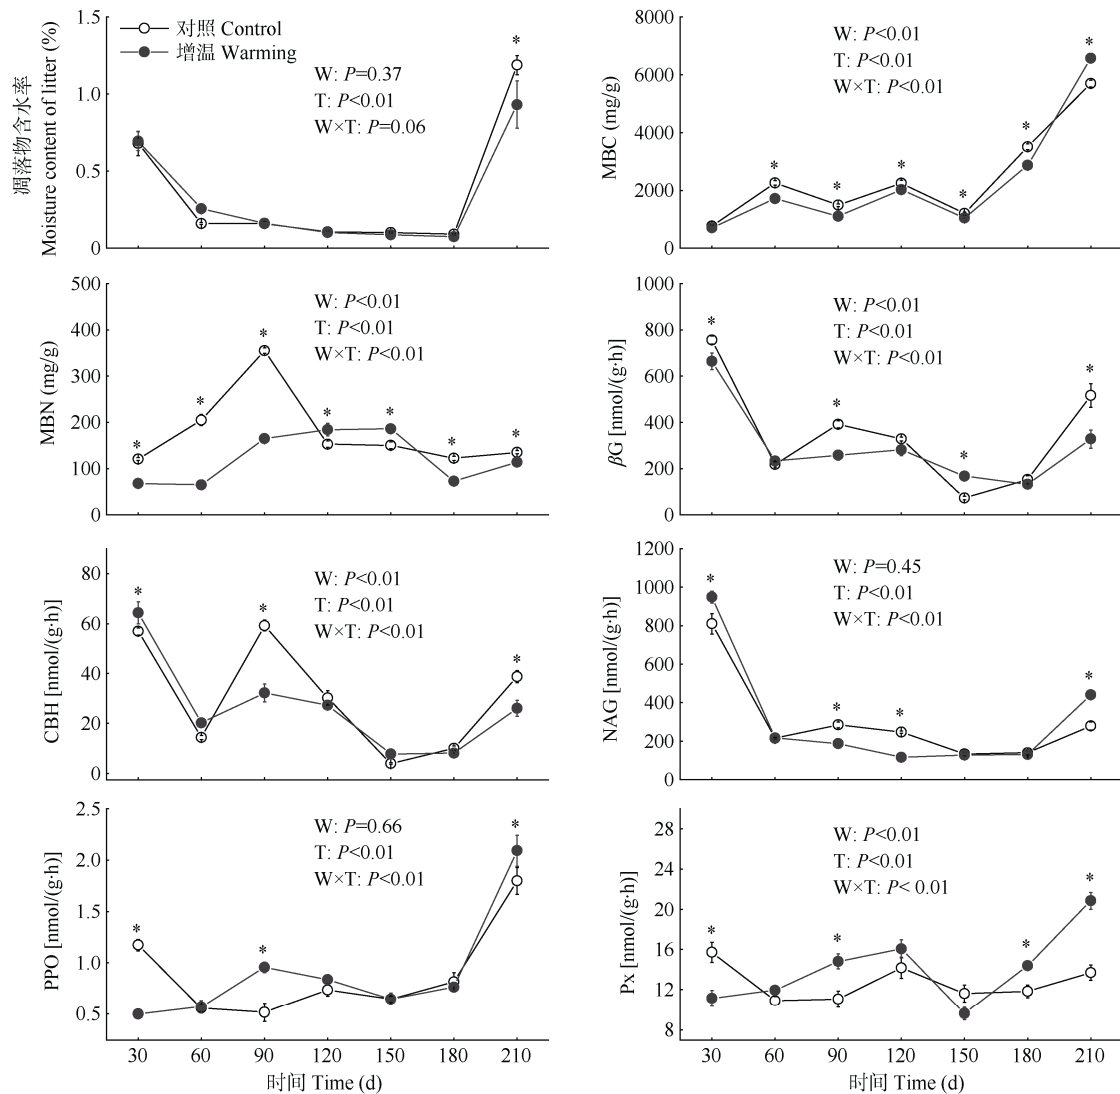 凋落物含水率
Moisture content of litter (%)
1.5
1.0
0.5
0
对照 Control
增温 Warming
W: P=0.37
T: P<0.01
W×T: P=0.06
*
MBC (mg/g)
8000
6000
4000
2000
0
W: P<0.01
T: P<0.01
W×T: P<0.01
* * * * * *
MBN (mg/g)
500
400
300
200
100
0
W: P<0.01
T: P<0.01
W×T: P<0.01
* * * * * * *
βG [nmol/(g·h)]
1000
800
600
400
200
0
W: P<0.01
T: P<0.01
W×T: P<0.01
* * * *
CBH [nmol/(g·h)]
80
60
40
20
0
W: P<0.01
T: P<0.01
W×T: P<0.01
* * *
NAG [nmol/(g·h)]
1200
1000
800
600
400
200
0
W: P=0.45
T: P<0.01
W×T: P<0.01
* * * *
PPO [nmol/(g·h)]
2.5
2.0
1.5
1.0
0.5
W: P=0.66
T: P<0.01
W×T: P<0.01
* * *
30 60 90 120 150 180 210
时间 Time (d)
Px [nmol/(g·h)]
28
24
20
16
12
8
W: P<0.01
T: P<0.01
W×T: P< 0.01
* * * *
30 60 90 120 150 180 210
时间 Time (d)